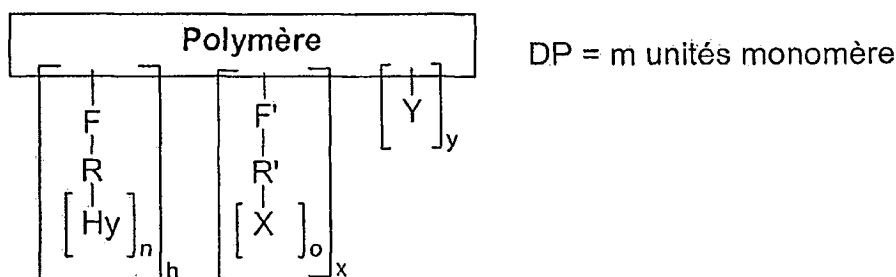 Polymère
DP = m unités monomère
F F' Y y
R R'
Hy n X o
h x